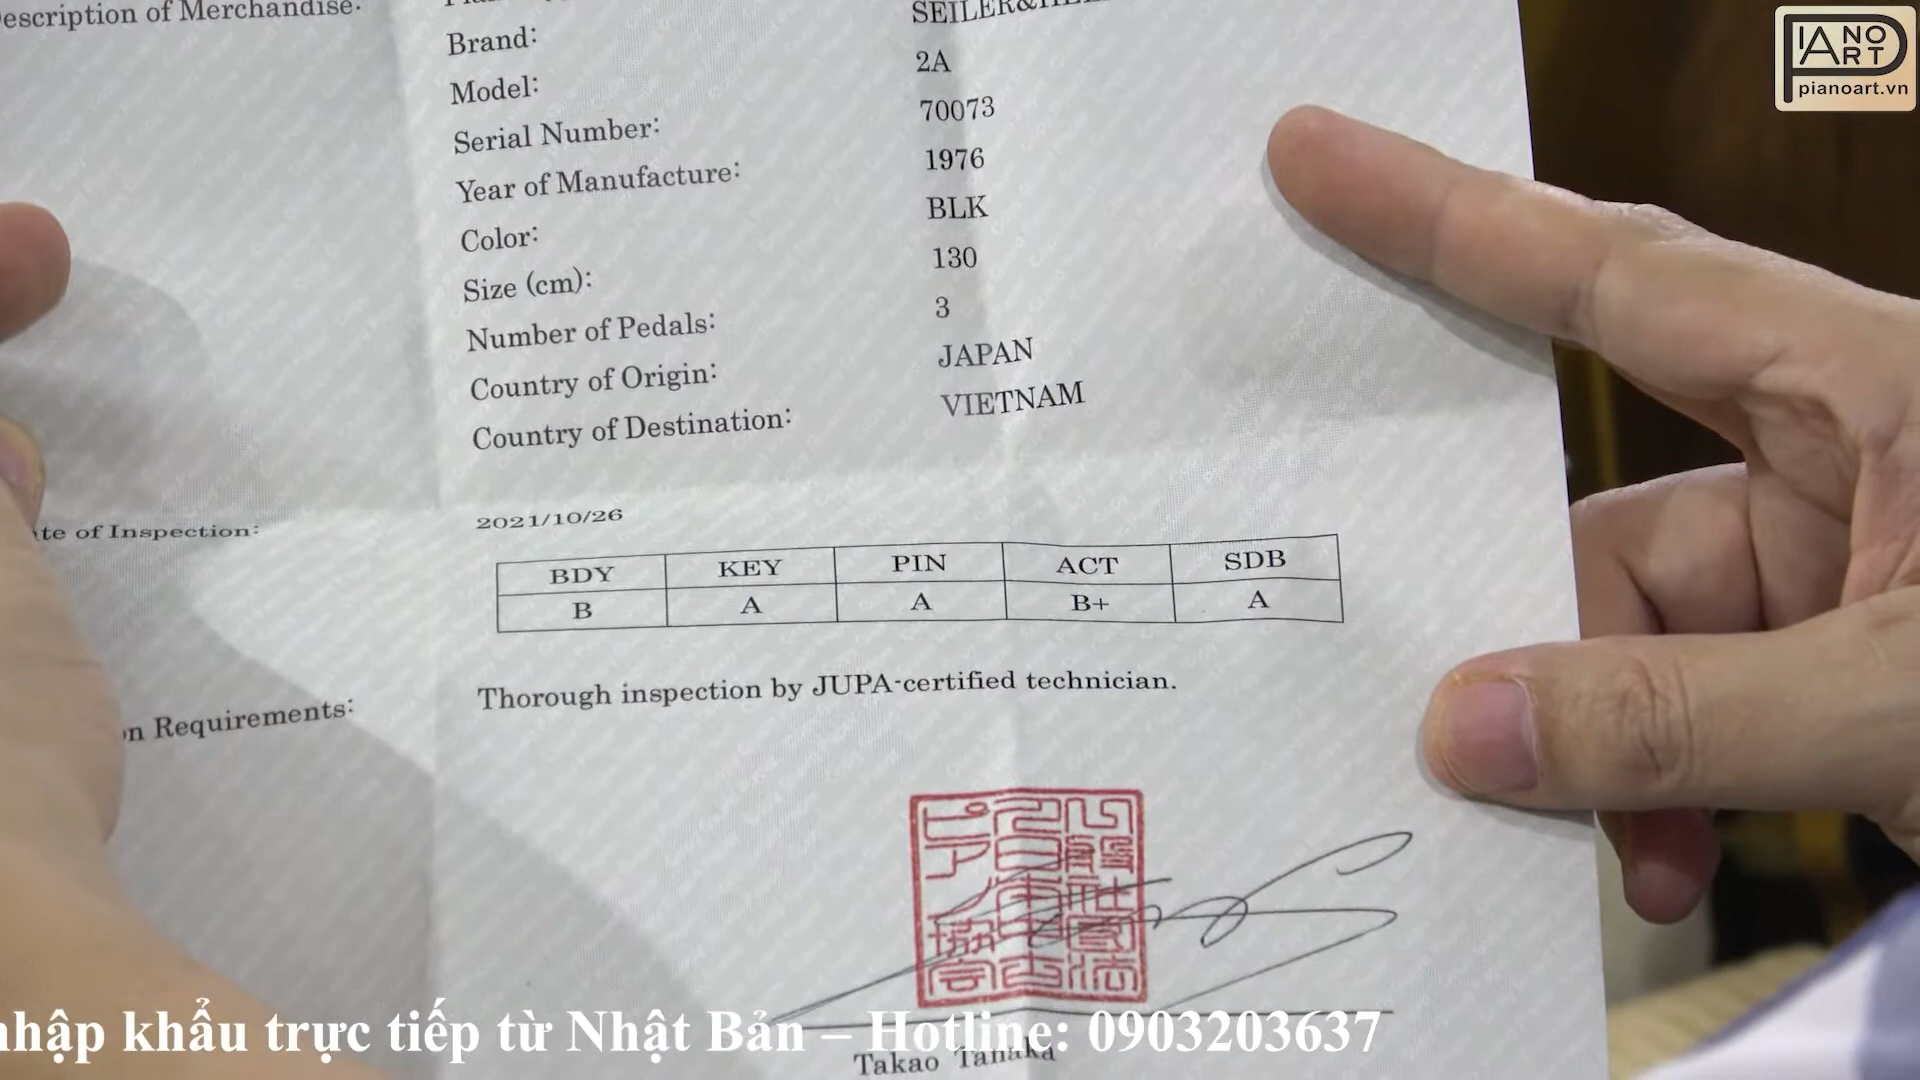 escription of Merchandise:
Brand: SEILER&
Model: 2A
Serial Number: 70073
Year of Manufacture: 1976
Color: BLK
Size (cm): 130
Number of Pedals: 3
Country of Origin: JAPAN
Country of Destination: VIETNAM
te of Inspection: 2021/10/26
BDY KEY PIN ACT SDB
B A A B+ A
n Requirements: Thorough inspection by JUPA-certified technician.
nhập khẩu trực tiếp từ Nhật Bản – Hotline: 0903203637
Takao Tanaka
PIANO
ART
pianoart.vn